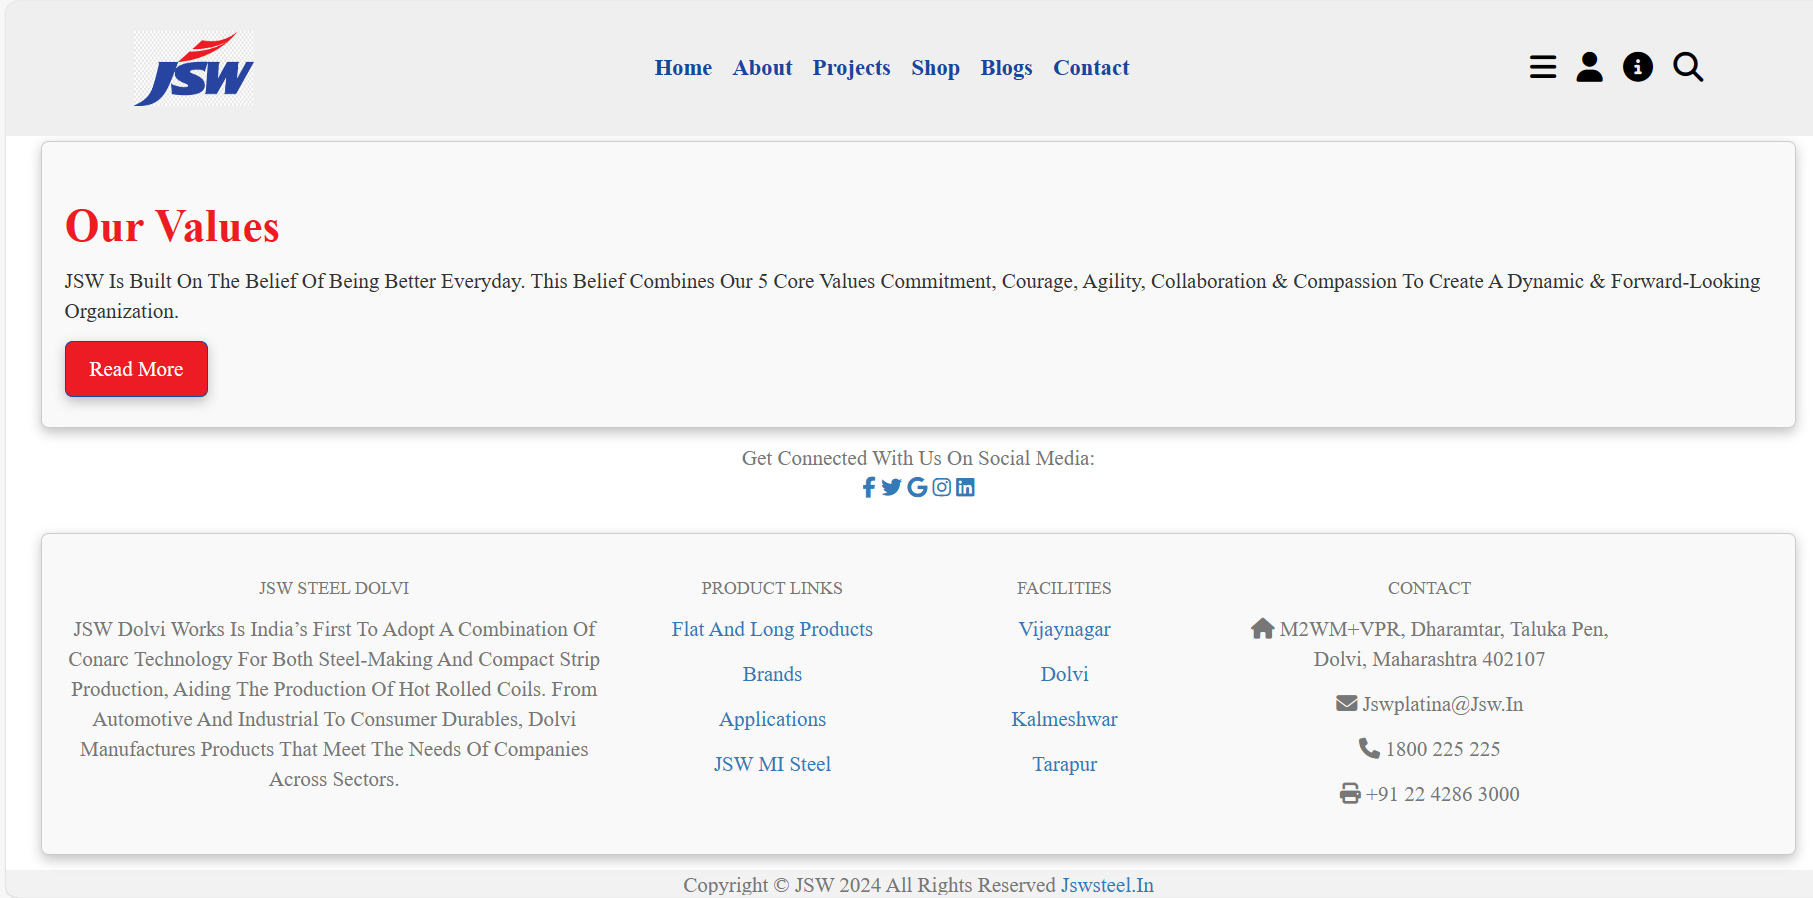 JSW
Home About Projects Shop Blogs Contact
Our Values
JSW Is Built On The Belief Of Being Better Everyday. This Belief Combines Our 5 Core Values Commitment, Courage, Agility, Collaboration & Compassion To Create A Dynamic & Forward-Looking
Organization.
Read More
Get Connected With Us On Social Media:
JSW STEEL DOLVI
JSW Dolvi Works Is India’s First To Adopt A Combination Of
Conarc Technology For Both Steel-Making And Compact Strip
Production, Aiding The Production Of Hot Rolled Coils. From
Automotive And Industrial To Consumer Durables, Dolvi
Manufactures Products That Meet The Needs Of Companies
Across Sectors.
PRODUCT LINKS
Flat And Long Products
Brands
Applications
JSW MI Steel
FACILITIES
Vijaynagar
Dolvi
Kalmeshwar
Tarapur
CONTACT
M2WM+VPR, Dharamtar, Taluka Pen,
Dolvi, Maharashtra 402107
Jswplatina@Jsw.In
1800 225 225
+91 22 4286 3000
Copyright © JSW 2024 All Rights Reserved Jswsteel.In